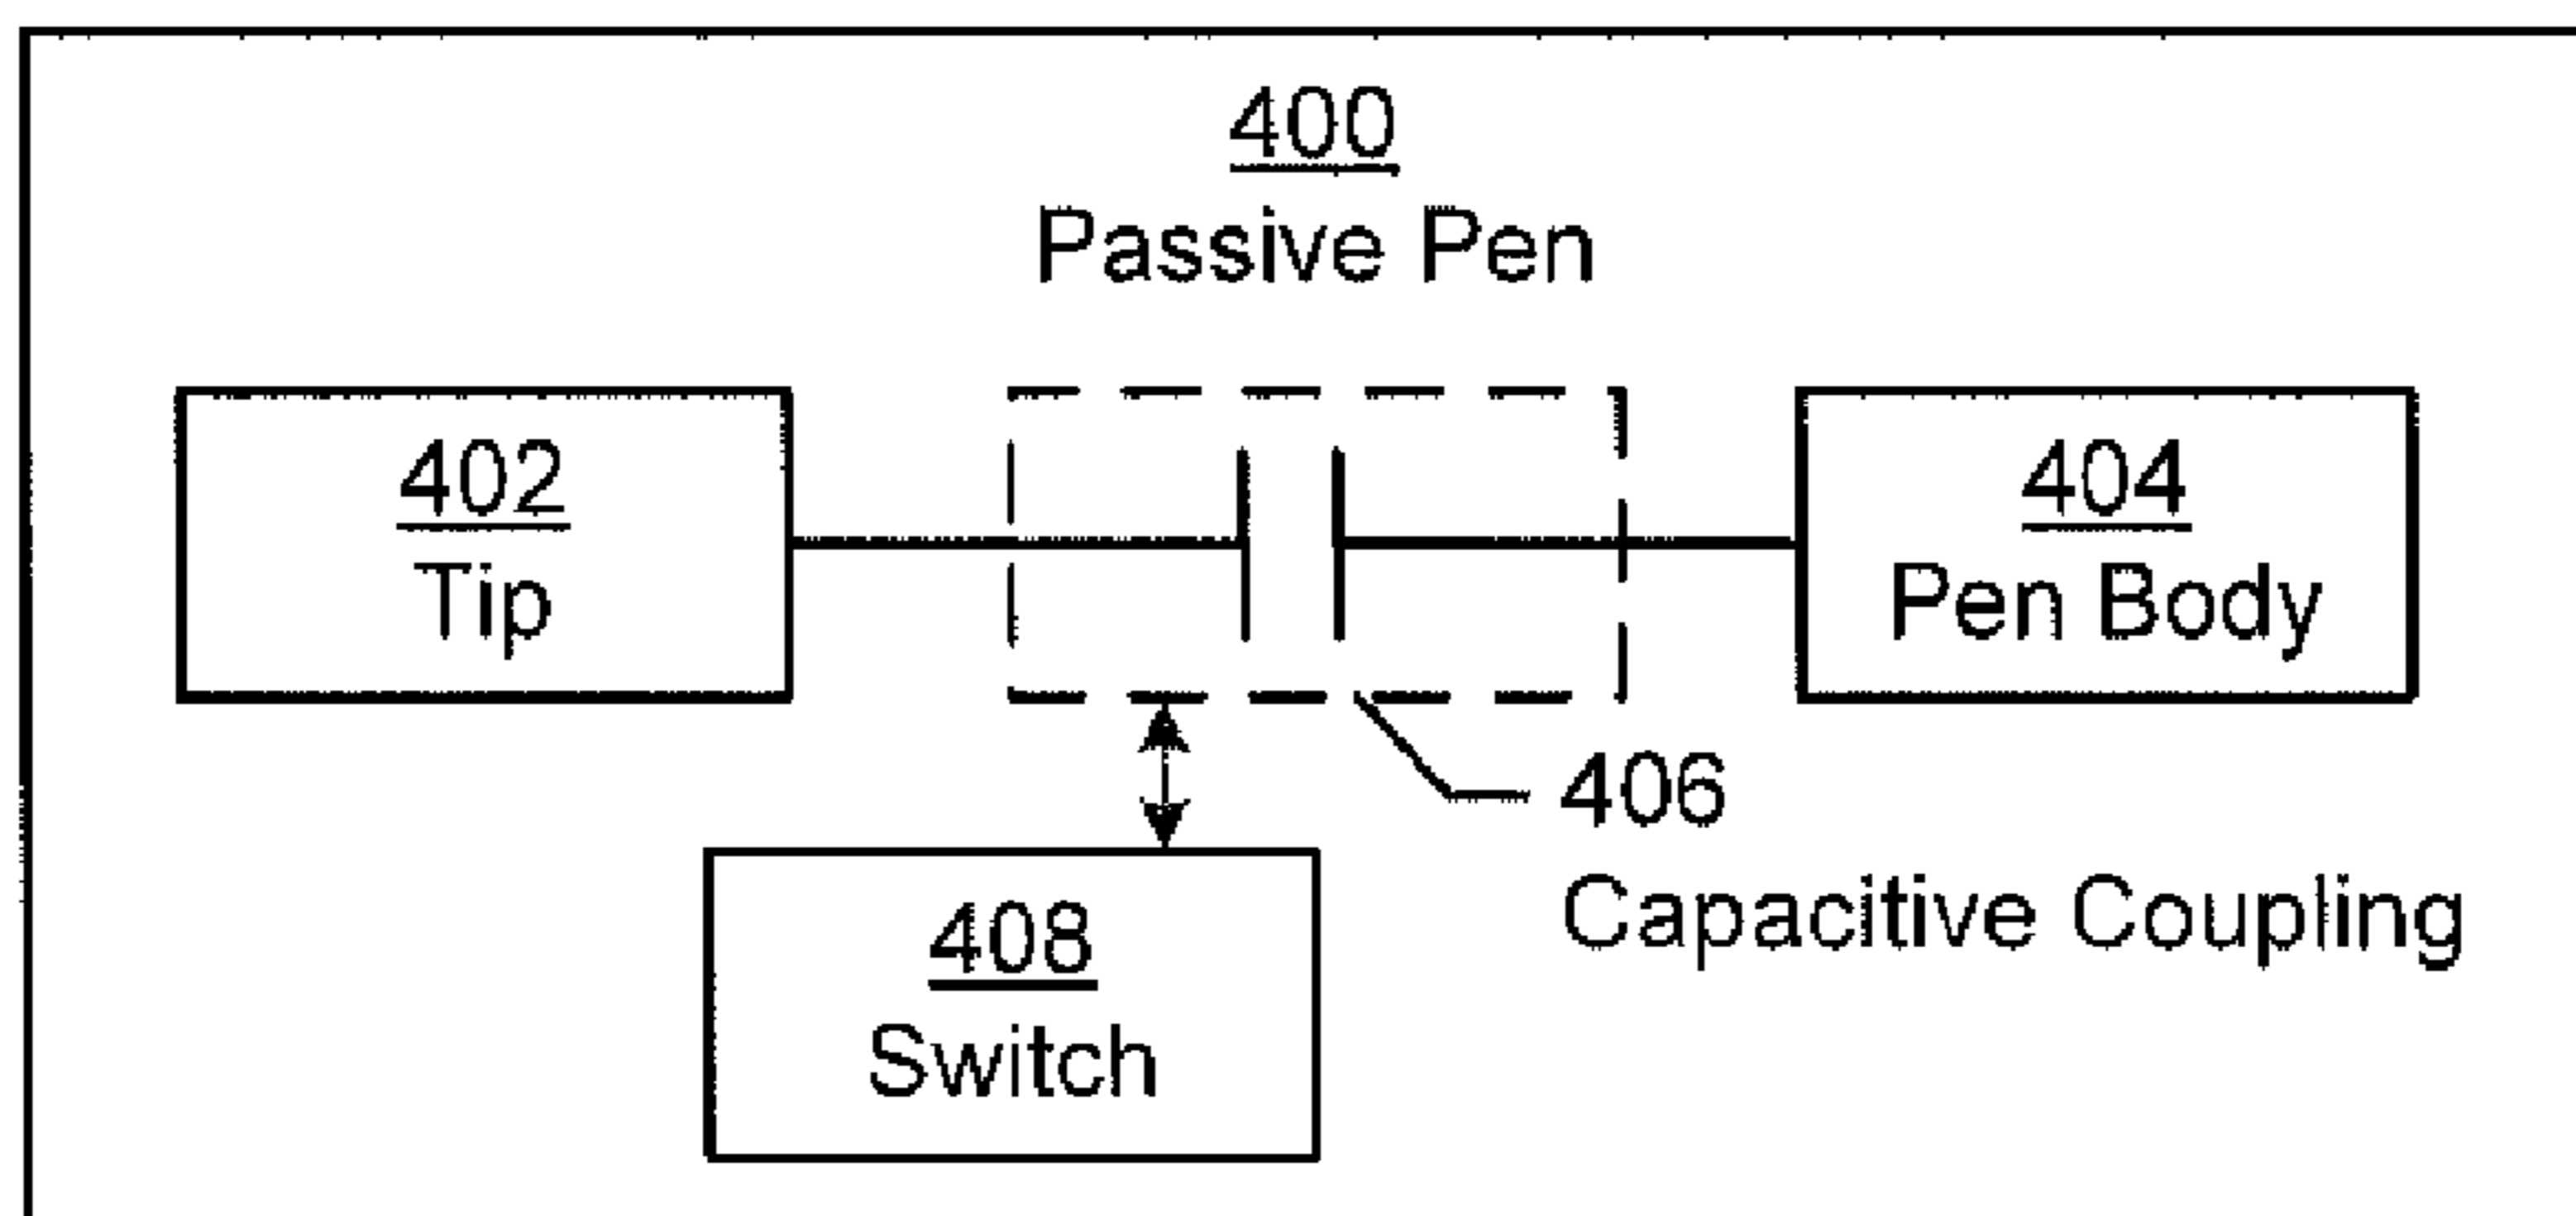 400
Passive Pen
402
Tip
404
Pen Body
406
Capacitive Coupling
408
Switch